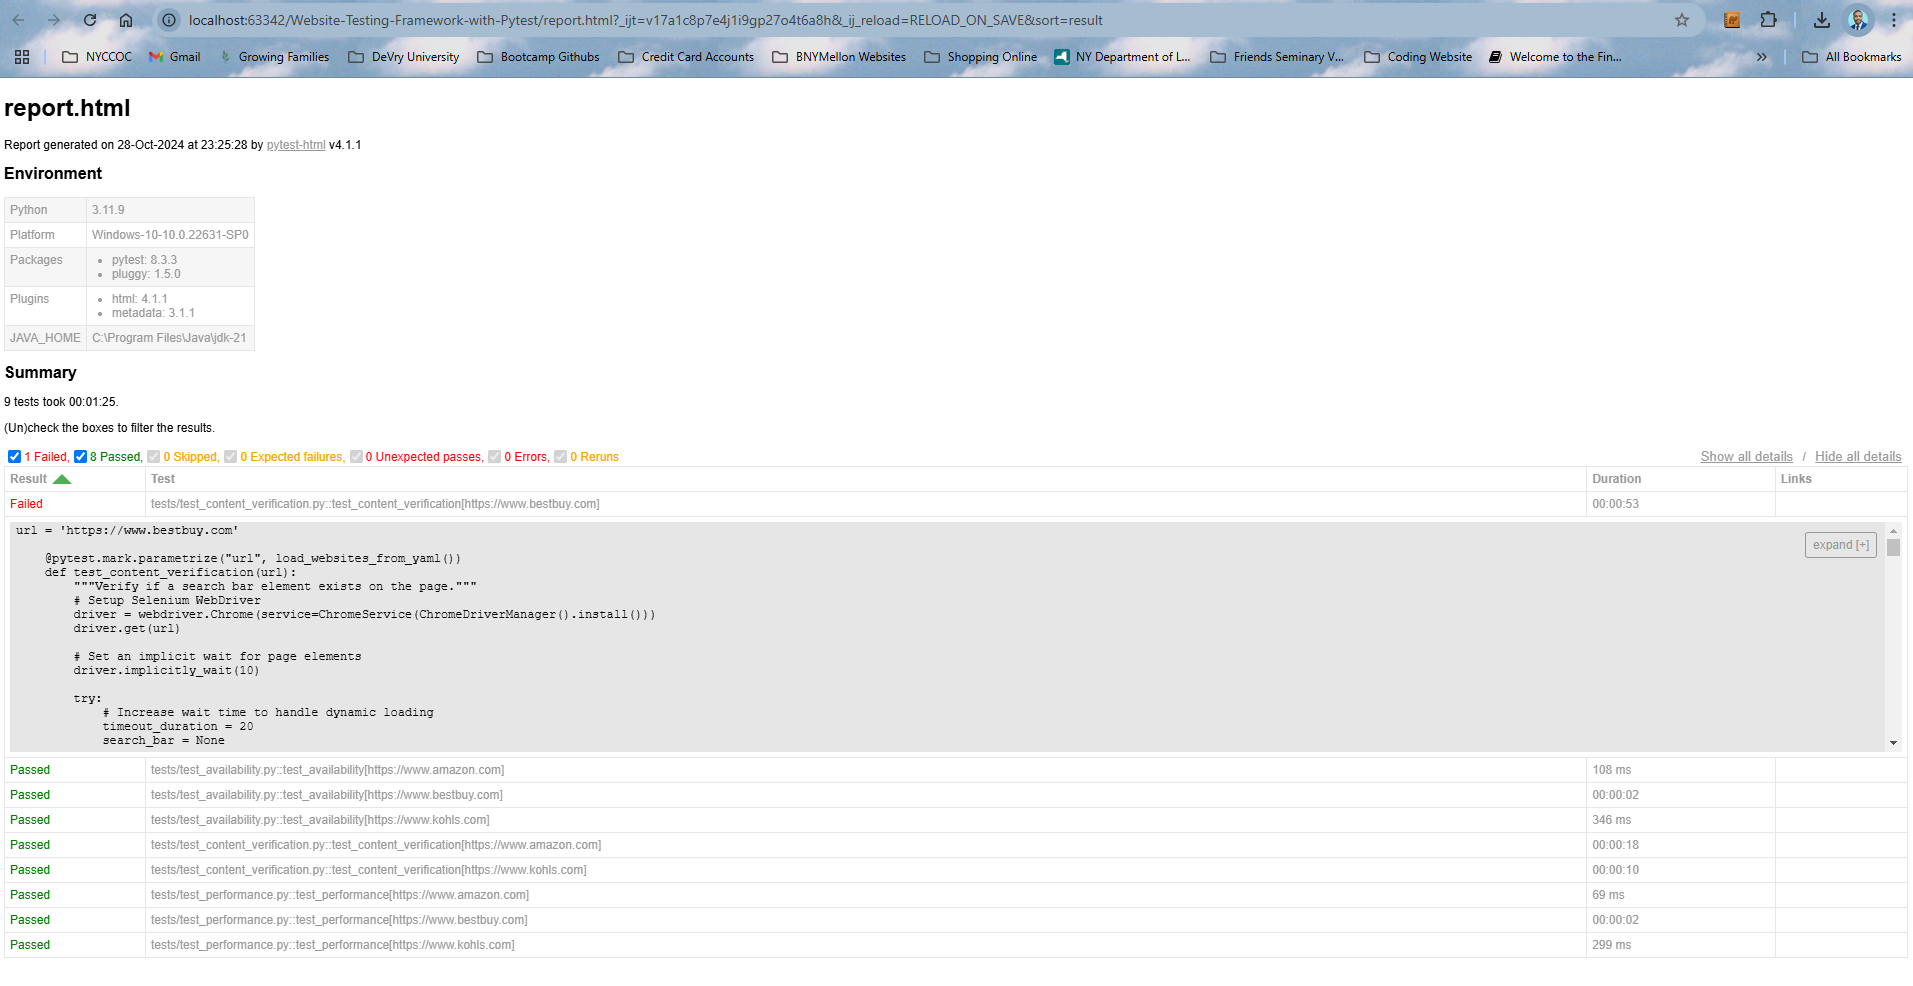 localhost:63342/Website-Testing-Framework-with-Pytest/report.html?_ijt=v17a1c8p7e4j1i9gp27o4t6a8h&_ij_reload=RELOAD_ON_SAVE&sort=result
NYCCOC Gmail Growing Families DeVry University Bootcamp Githubs Credit Card Accounts BNYMellon Websites Shopping Online NY Department of L... Friends Seminary V... Coding Website Welcome to the Fin... » All Bookmarks
report.html
Report generated on 28-Oct-2024 at 23:25:28 by pytest-html v4.1.1
Environment
Python 3.11.9
Platform Windows-10-10.0.22631-SP0
Packages • pytest: 8.3.3
• pluggy: 1.5.0
Plugins • html: 4.1.1
• metadata: 3.1.1
JAVA_HOME C:\Program Files\Java\jdk-21
Summary
9 tests took 00:01:25.
(Un)check the boxes to filter the results.
1 Failed, 8 Passed, 0 Skipped, 0 Expected failures, 0 Unexpected passes, 0 Errors, 0 Reruns Show all details / Hide all details
Result Test Duration Links
Failed tests/test_content_verification.py::test_content_verification[https://www.bestbuy.com] 00:00:53
url = 'https://www.bestbuy.com'
expand [+]
@pytest.mark.parametrize("url", load_websites_from_yaml())
def test_content_verification(url):
"""Verify if a search bar element exists on the page."""
# Setup Selenium WebDriver
driver = webdriver.Chrome(service=ChromeService(ChromeDriverManager().install()))
driver.get(url)
# Set an implicit wait for page elements
driver.implicitly_wait(10)
try:
# Increase wait time to handle dynamic loading
timeout_duration = 20
search_bar = None
Passed tests/test_availability.py::test_availability[https://www.amazon.com] 108 ms
Passed tests/test_availability.py::test_availability[https://www.bestbuy.com] 00:00:02
Passed tests/test_availability.py::test_availability[https://www.kohls.com] 346 ms
Passed tests/test_content_verification.py::test_content_verification[https://www.amazon.com] 00:00:18
Passed tests/test_content_verification.py::test_content_verification[https://www.kohls.com] 00:00:10
Passed tests/test_performance.py::test_performance[https://www.amazon.com] 69 ms
Passed tests/test_performance.py::test_performance[https://www.bestbuy.com] 00:00:02
Passed tests/test_performance.py::test_performance[https://www.kohls.com] 299 ms